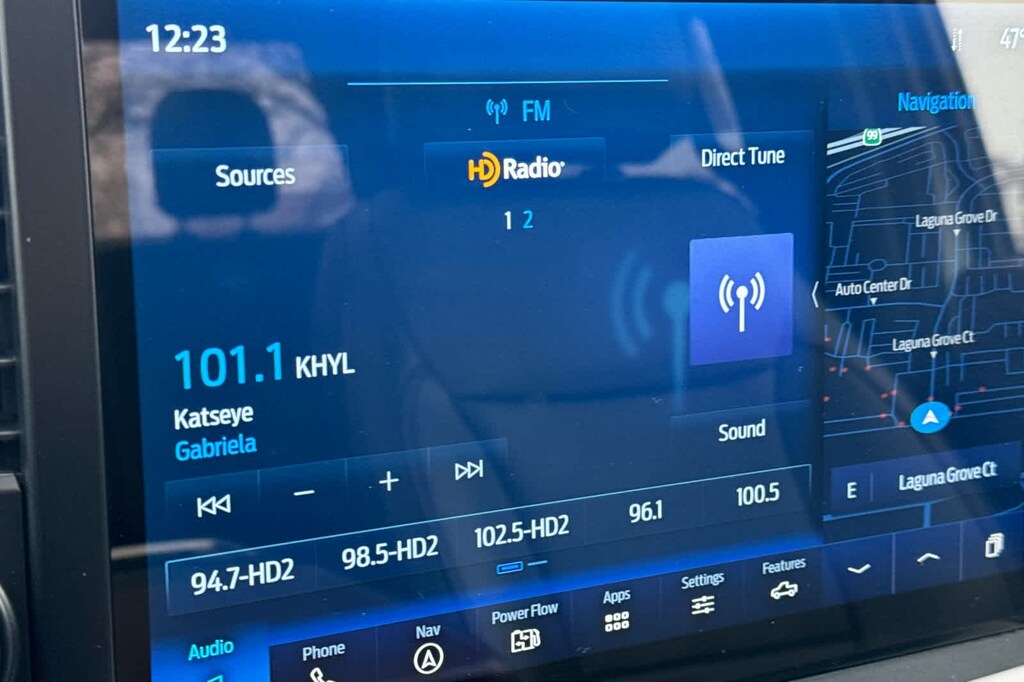 12:23
47°
FM
Navigation
99
Sources
HD Radio
Direct Tune
1 2
Laguna Grove Dr
Auto Center Dr
Laguna Grove Ct
101.1 KHYL
Katseye
Gabriela
Sound
E
Laguna Grove Ct
94.7-HD2
98.5-HD2
102.5-HD2
96.1
100.5
Audio
Phone
Nav
Power Flow
Apps
Settings
Features